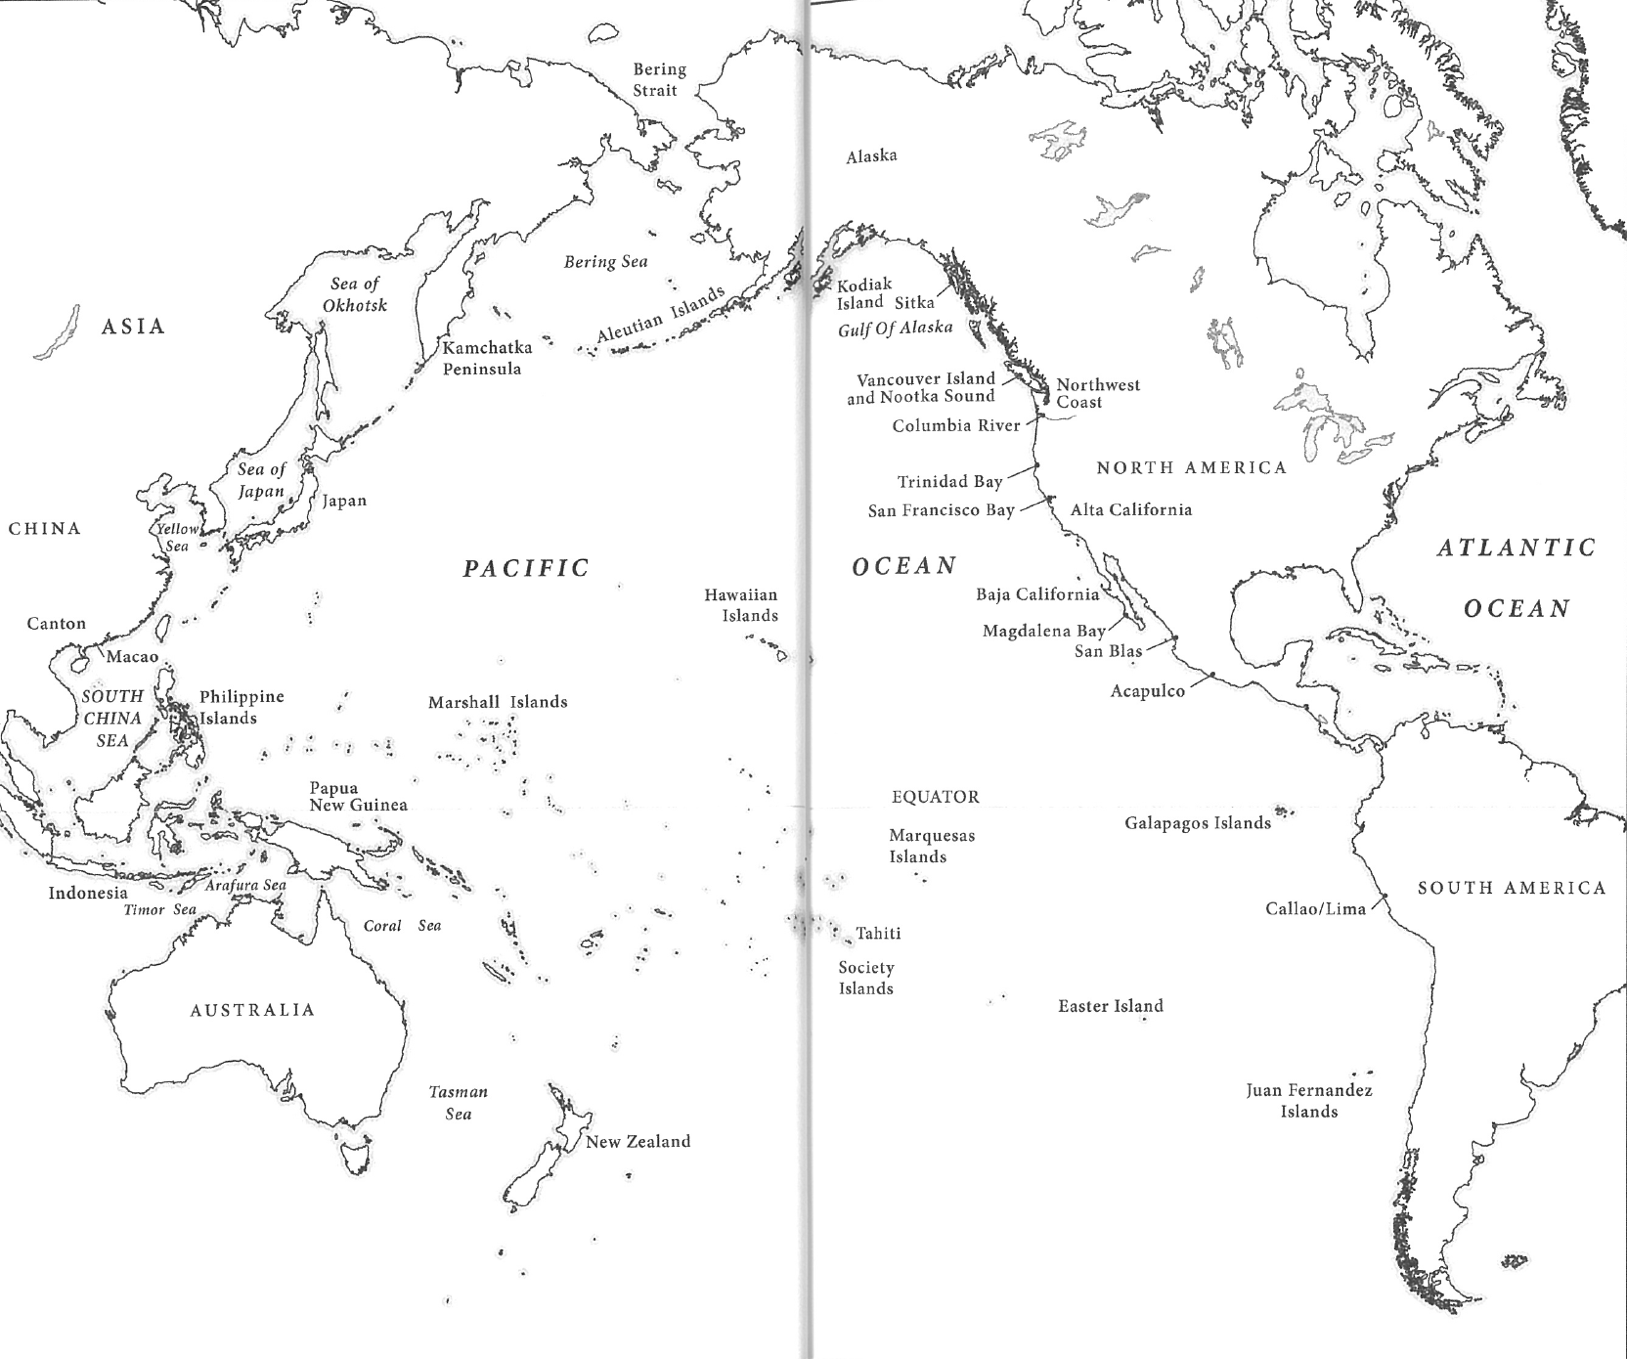 Bering
Strait
Alaska
Bering Sea
Sea of
Okhotsk
ASIA
Aleutian Islands
Kodiak
Island
Sitka
Gulf Of Alaska
Kamchatka
Peninsula
Vancouver Island
and Nootka Sound
Northwest
Coast
Columbia River
NORTH AMERICA
Sea of
Japan
Japan
Trinidad Bay
San Francisco Bay
Alta California
CHINA
Yellow
Sea
PACIFIC
OCEAN
ATLANTIC
OCEAN
Hawaiian
Islands
Baja California
Canton
Magdalena Bay
San Blas
Macao
Acapulco
SOUTH
CHINA
SEA
Philippine
Islands
Marshall Islands
Papua
New Guinea
EQUATOR
Galapagos Islands
Marquesas
Islands
Indonesia
Arafura Sea
Timor Sea
SOUTH AMERICA
Callao/Lima
Coral Sea
Tahiti
Society
Islands
Easter Island
AUSTRALIA
Tasman
Sea
Juan Fernandez
Islands
New Zealand